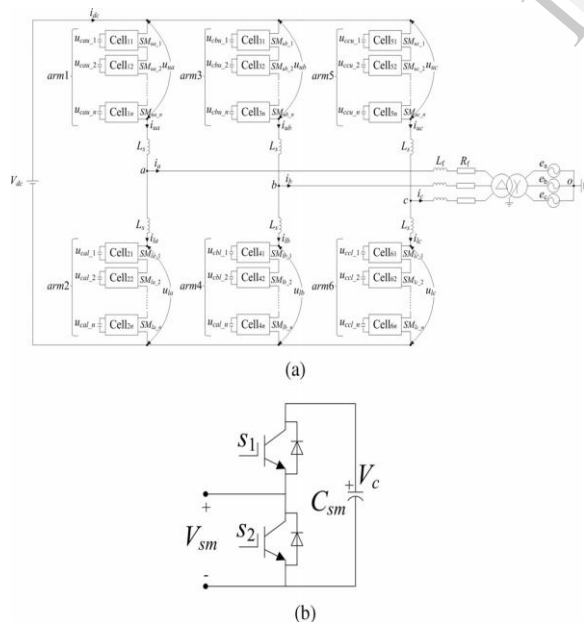 i_dc
u_cau_1 Cell11 SM_ua_1 u_cbu_1 Cell31 SM_ub_1 u_ccu_1 Cell51 SM_uc_1
u_cau_2 Cell12 SM_ua_2 u_ua u_cbu_2 Cell32 SM_ub_2 u_ub u_ccu_2 Cell52 SM_uc_2 u_uc
arm1 arm3 arm5
u_cau_n Cell1n SM_ua_n u_cbu_n Cell3n SM_ub_n u_ccu_n Cell5n SM_uc_n
i_ua i_ub i_uc
L_s L_s L_s
L_f R_f e_a
a i_a
V_dc b i_b e_b o
c i_c e_c
L_s L_s L_s
i_la i_lb i_lc
u_cal_1 Cell21 SM_la_1 u_cbl_1 Cell41 SM_lb_1 u_ccl_1 Cell61 SM_lc_1
u_cal_2 Cell22 SM_la_2 u_la u_cbl_2 Cell42 SM_lb_2 u_lb u_ccl_2 Cell62 SM_lc_2 u_lc
arm2 arm4 arm6
u_cal_n Cell2n SM_la_n u_cal_n Cell4n SM_lb_n u_ccl_n Cell6n SM_lc_n
(a)
s1
+ V_c
+ C_sm
V_sm s2
-
(b)